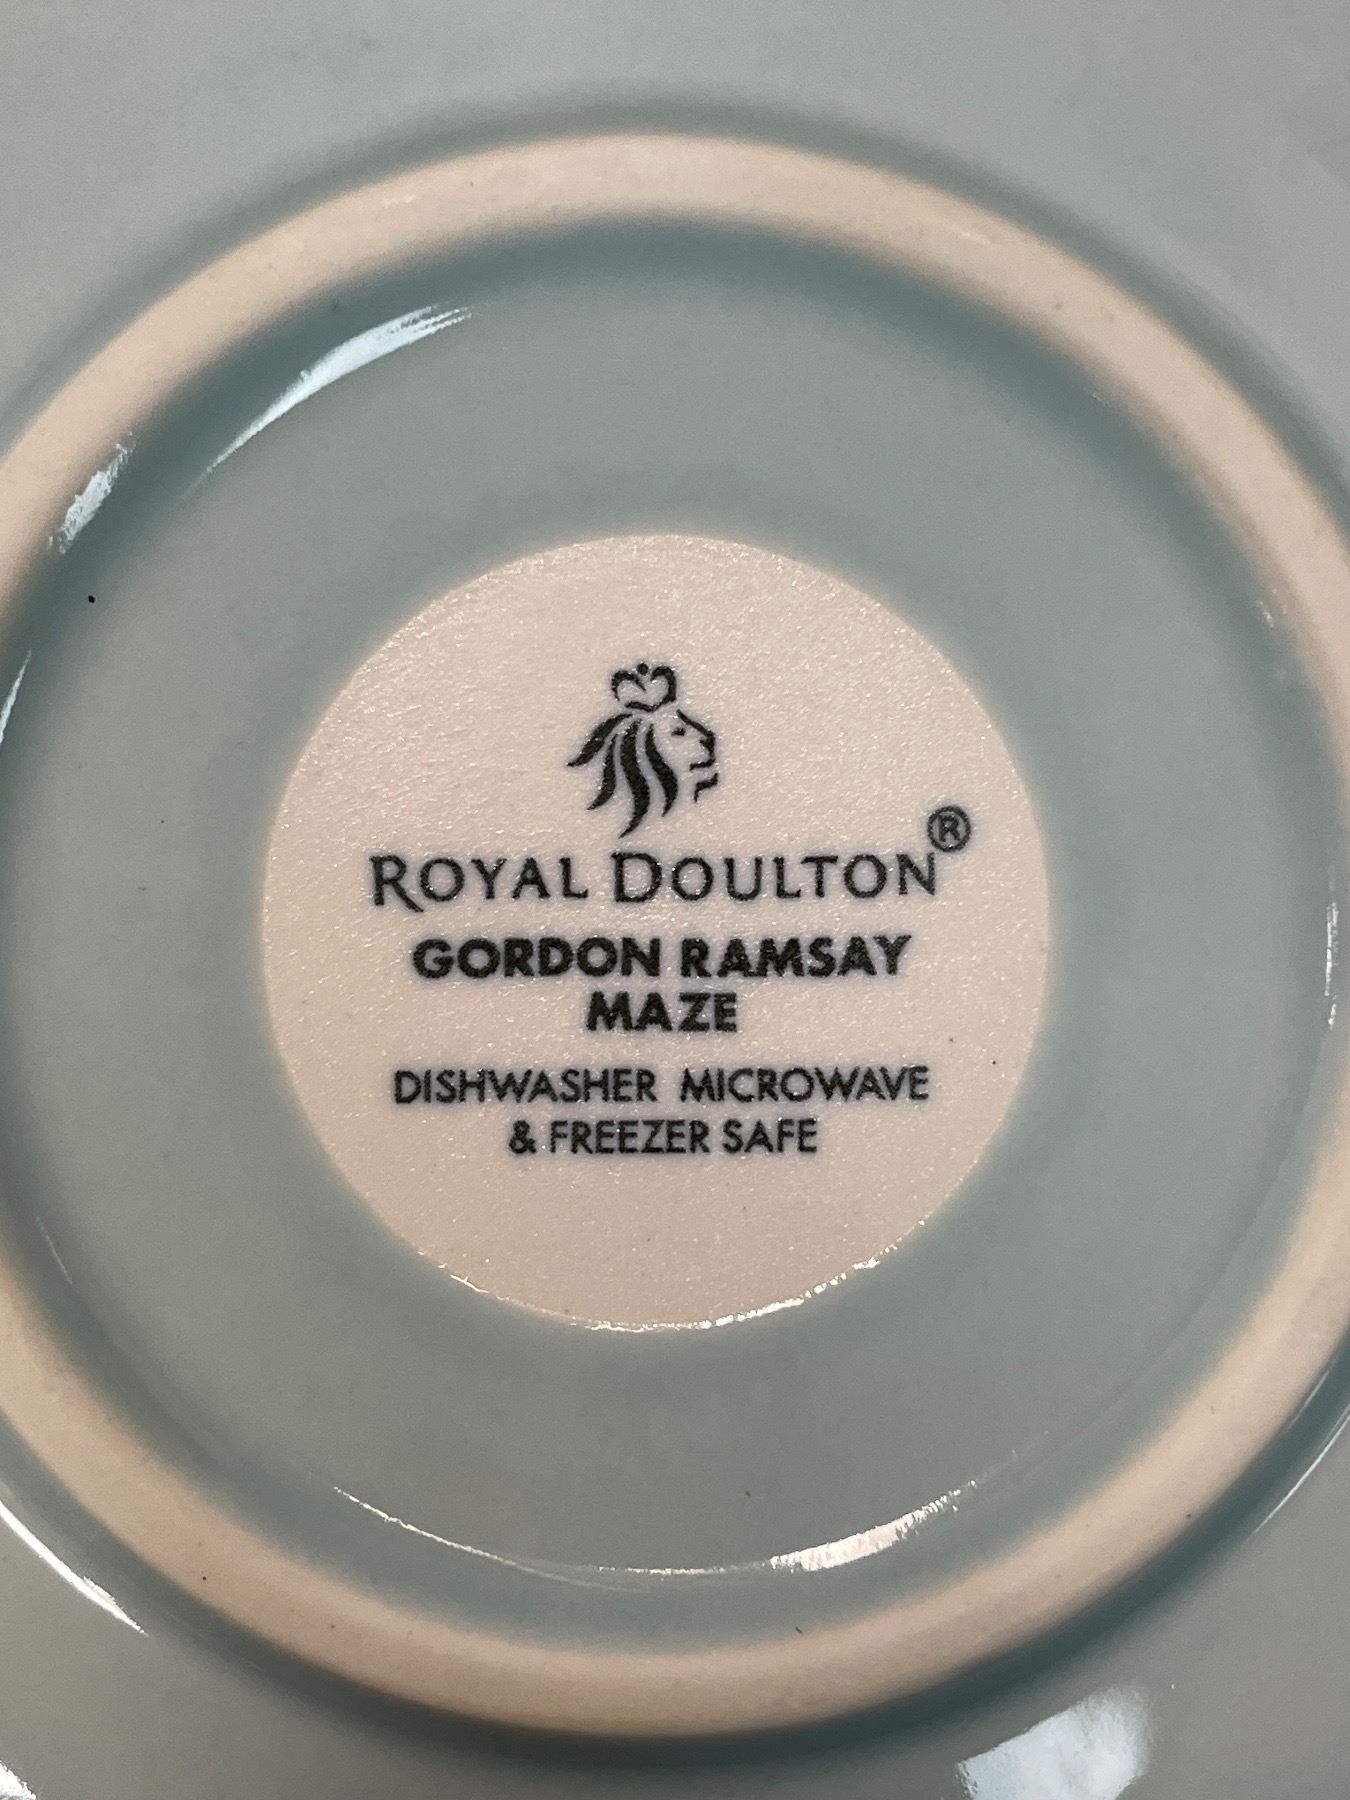 ROYAL DOULTON®
GORDON RAMSAY
MAZE
DISHWASHER MICROWAVE
& FREEZER SAFE